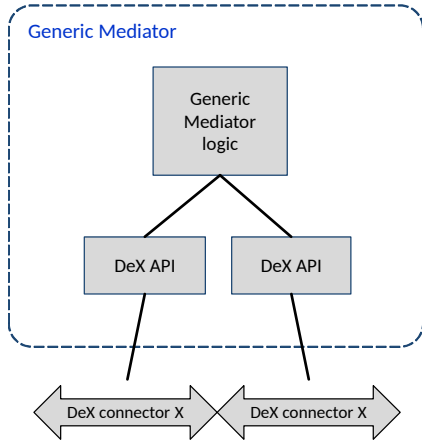 Generic Mediator
Generic
Mediator
logic
DeX API
DeX API
DeX connector X
DeX connector X